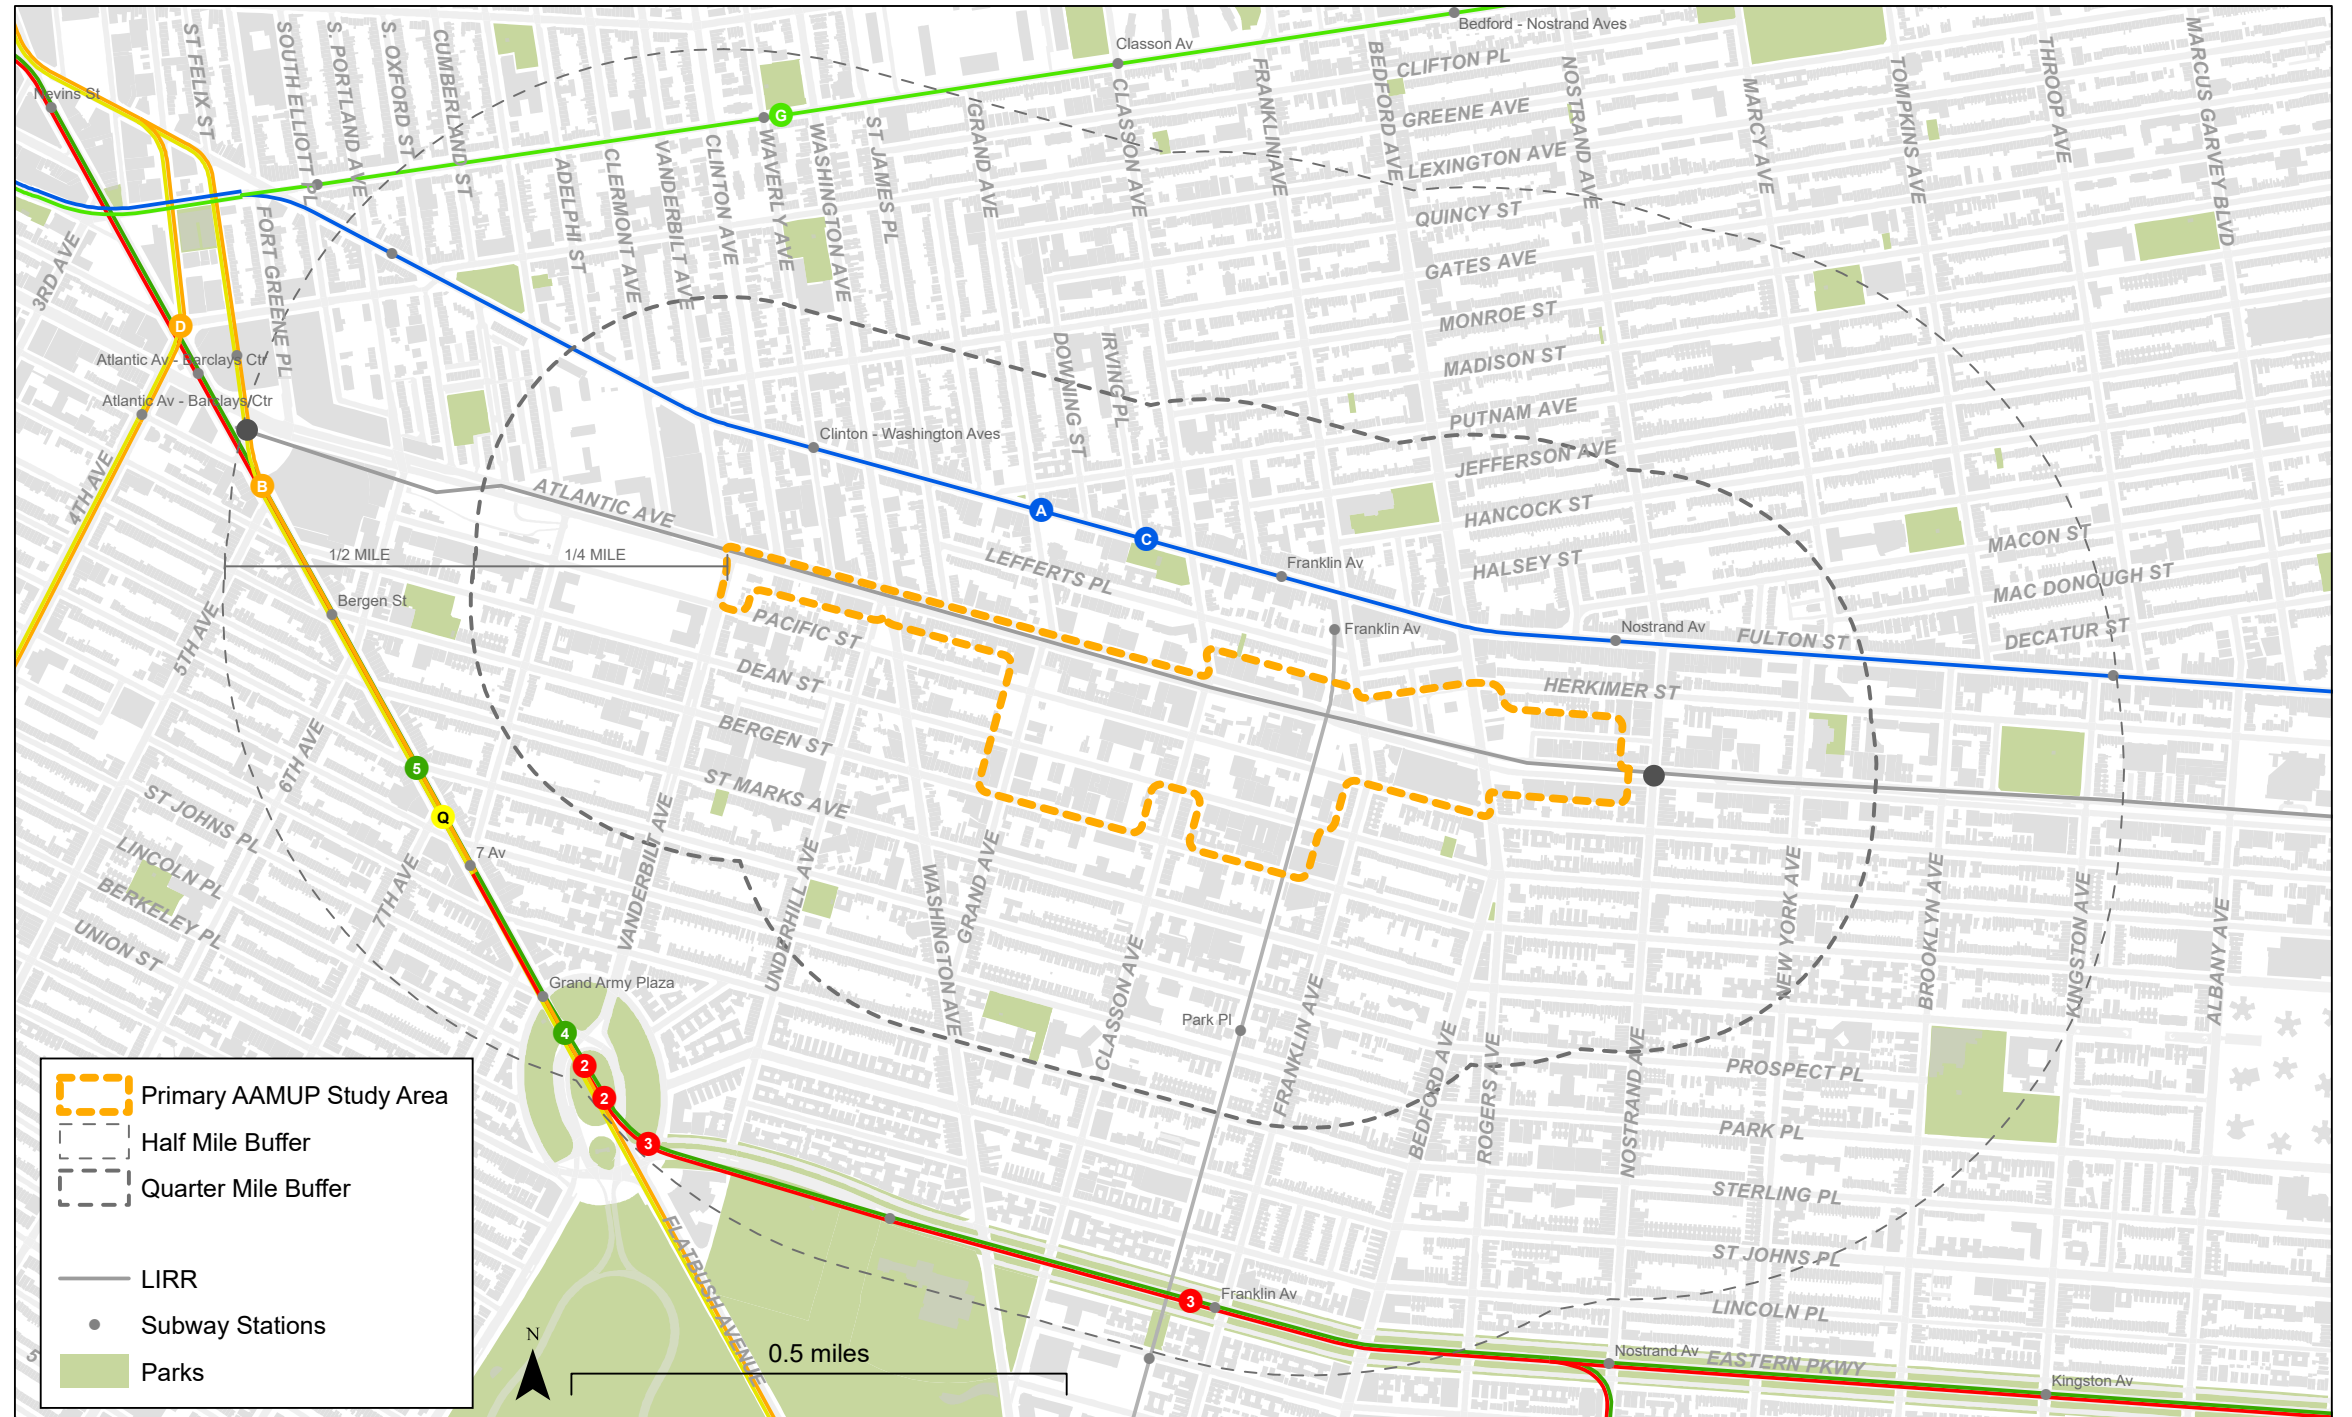 Bedford - Nostrand Aves
Classon Av
Nevins St
ST FELIX ST
SOUTH ELLIOTT PL
S. PORTLAND AVE
S. OXFORD ST
CUMBERLAND ST
ADELPHI ST
CLERMONT AVE
VANDERBILT AVE
CLINTON AVE
G
WAVERLY AVE
WASHINGTON AVE
ST JAMES PL
GRAND AVE
CLASSON AVE
FRANKLIN AVE
BEDFORD AVE
CLIFTON PL
GREENE AVE
LEXINGTON AVE
NOSTRAND AVE
MARCY AVE
TOMPKINS AVE
THROOP AVE
MARCUS GARVEY BLVD
QUINCY ST
GATES AVE
MONROE ST
MADISON ST
PUTNAM AVE
JEFFERSON AVE
HANCOCK ST
HALSEY ST
MACON ST
MAC DONOUGH ST
DECATUR ST
3RD AVE
FORT GREENE PL
D
Atlantic Av - Barclays Ctr
Atlantic Av - Barclays/Ctr
4TH AVE
B
DOWNING ST
IRVING PL
Clinton - Washington Aves
ATLANTIC AVE
A
C
1/2 MILE
1/4 MILE
LEFFERTS PL
Franklin Av
Franklin Av
Nostrand Av
FULTON ST
HERKIMER ST
Bergen St
5TH AVE
PACIFIC ST
DEAN ST
BERGEN ST
ST MARKS AVE
6TH AVE
5
Q
7 Av
ST JOHNS PL
LINCOLN PL
BERKELEY PL
UNION ST
7TH AVE
VANDERBILT AVE
UNDERHILL AVE
WASHINGTON AVE
GRAND AVE
CLASSON AVE
Park Pl
FRANKLIN AVE
BEDFORD AVE
ROGERS AVE
NOSTRAND AVE
NEW YORK AVE
BROOKLYN AVE
KINGSTON AVE
ALBANY AVE
Grand Army Plaza
4
2
2
3
PROSPECT PL
PARK PL
STERLING PL
ST JOHNS PL
LINCOLN PL
EASTERN PKWY
FLATBUSH AVENUE
3
Franklin Av
Nostrand Av
Kingston Av
Primary AAMUP Study Area
Half Mile Buffer
Quarter Mile Buffer
LIRR
Subway Stations
Parks
5
N
0.5 miles